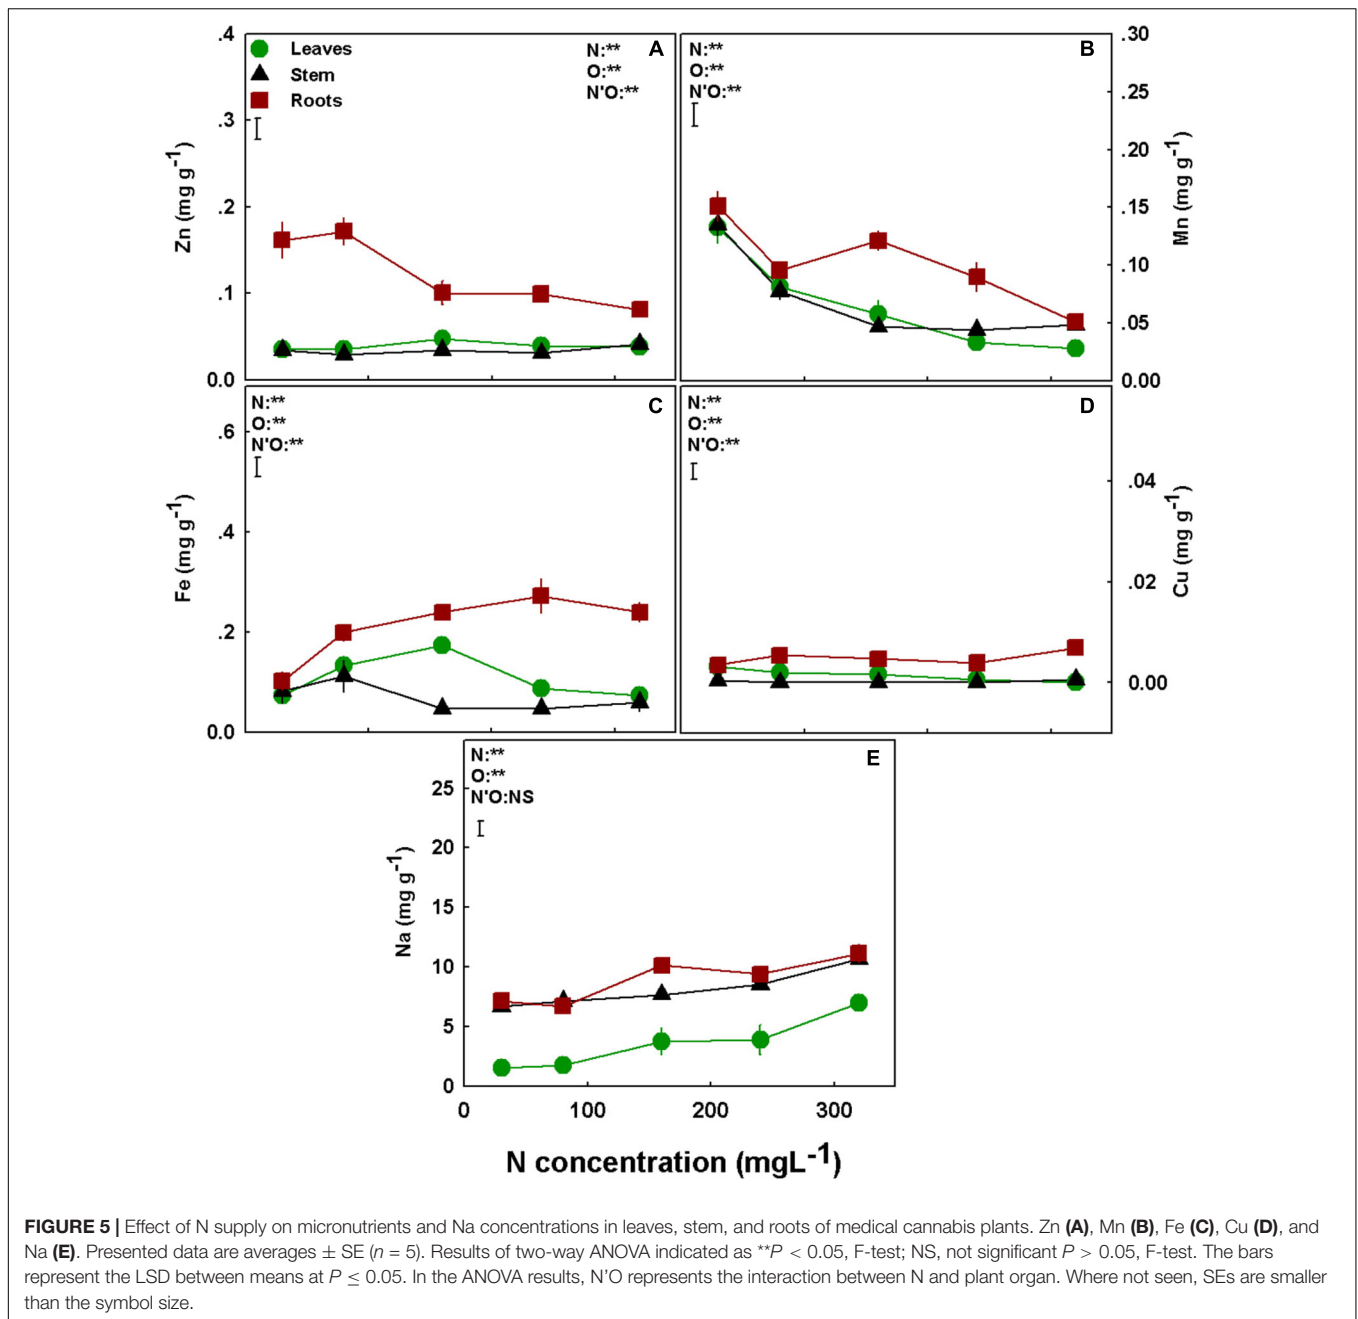 .4
.3
.2
.1
0.0
Zn (mg g-1)
Leaves
Stem
Roots
N:**
O:**
N'O:**
A
N:**
O:**
N'O:**
B
.30
.25
.20
.15
.10
.05
0.00
Mn (mg g-1)
.6
.4
.2
0.0
Fe (mg g-1)
N:**
O:**
N'O:**
C
N:**
O:**
N'O:**
D
.04
.02
0.00
Cu (mg g-1)
25
20
15
10
5
0
Na (mg g-1)
N:**
O:**
N'O:NS
E
0 100 200 300
N concentration (mgL-1)
FIGURE 5 | Effect of N supply on micronutrients and Na concentrations in leaves, stem, and roots of medical cannabis plants. Zn (A), Mn (B), Fe (C), Cu (D), and
Na (E). Presented data are averages ± SE (n = 5). Results of two-way ANOVA indicated as **P < 0.05, F-test; NS, not significant P > 0.05, F-test. The bars
represent the LSD between means at P ≤ 0.05. In the ANOVA results, N'O represents the interaction between N and plant organ. Where not seen, SEs are smaller
than the symbol size.